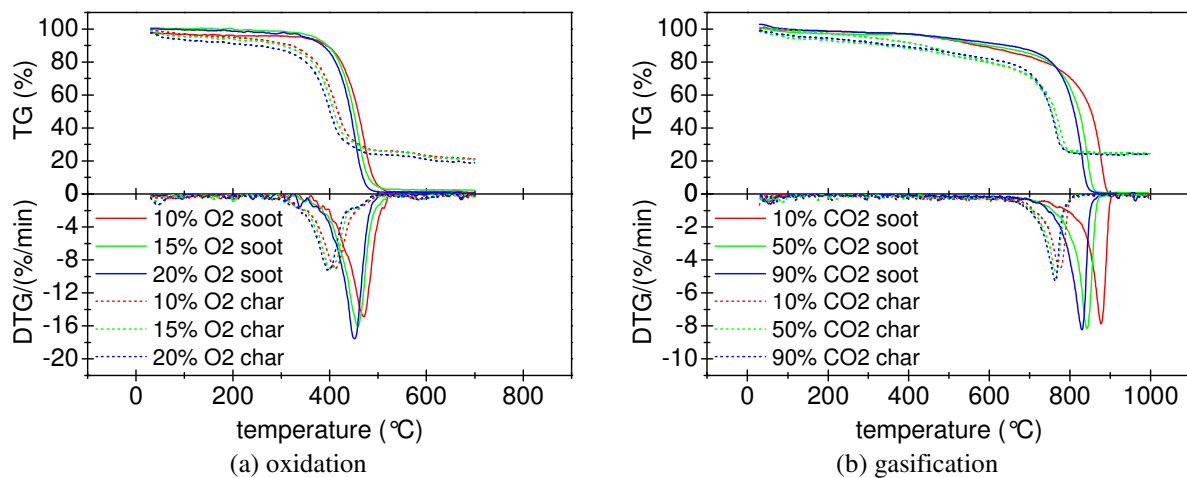 100
80
60
40
20
0
-4
-8
-12
-16
-20
TG (%)
DTG/(%/min)
10% O2 soot
15% O2 soot
20% O2 soot
10% O2 char
15% O2 char
20% O2 char
0 200 400 600 800
temperature (°C)
(a) oxidation
100
80
60
40
20
0
-2
-4
-6
-8
-10
TG (%)
DTG/(%/min)
10% CO2 soot
50% CO2 soot
90% CO2 soot
10% CO2 char
50% CO2 char
90% CO2 char
0 200 400 600 800 1000
temperature (°C)
(b) gasification